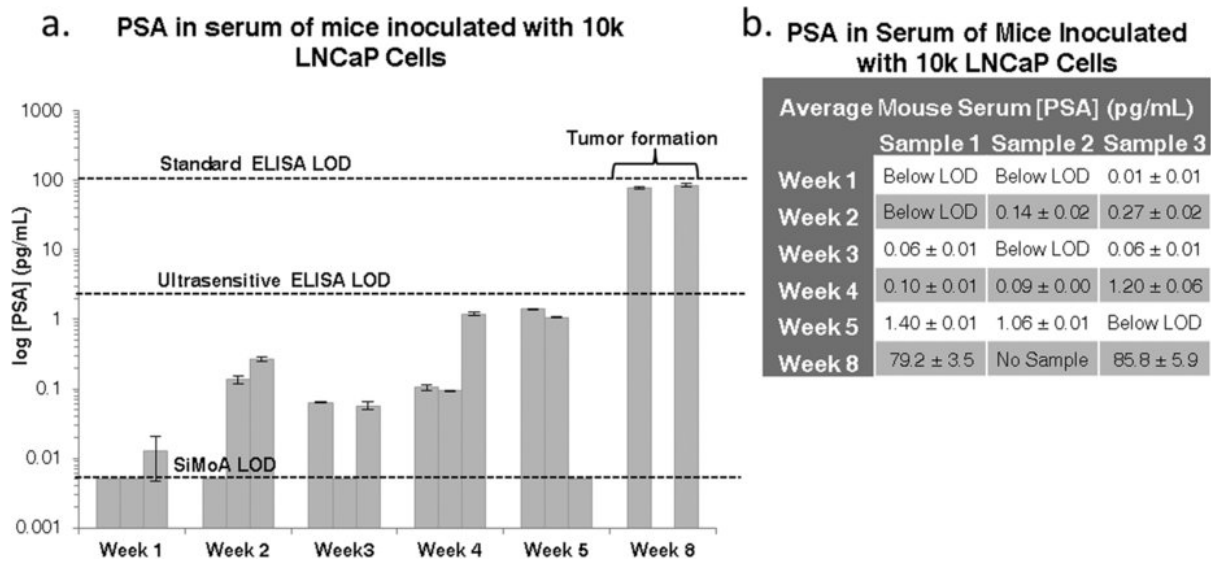 a.
PSA in serum of mice inoculated with 10k
LNCaP Cells
log [PSA] (pg/mL)
1000
100
10
1
0.1
0.01
0.001
Standard ELISA LOD
Tumor formation
Ultrasensitive ELISA LOD
SiMoA LOD
Week 1 Week 2 Week3 Week 4 Week 5 Week 8
b.
PSA in Serum of Mice Inoculated
with 10k LNCaP Cells
Average Mouse Serum [PSA] (pg/mL)
Sample 1 Sample 2 Sample 3
Week 1 Below LOD Below LOD 0.01 ± 0.01
Week 2 Below LOD 0.14 ± 0.02 0.27 ± 0.02
Week 3 0.06 ± 0.01 Below LOD 0.06 ± 0.01
Week 4 0.10 ± 0.01 0.09 ± 0.00 1.20 ± 0.06
Week 5 1.40 ± 0.01 1.06 ± 0.01 Below LOD
Week 8 79.2 ± 3.5 No Sample 85.8 ± 5.9